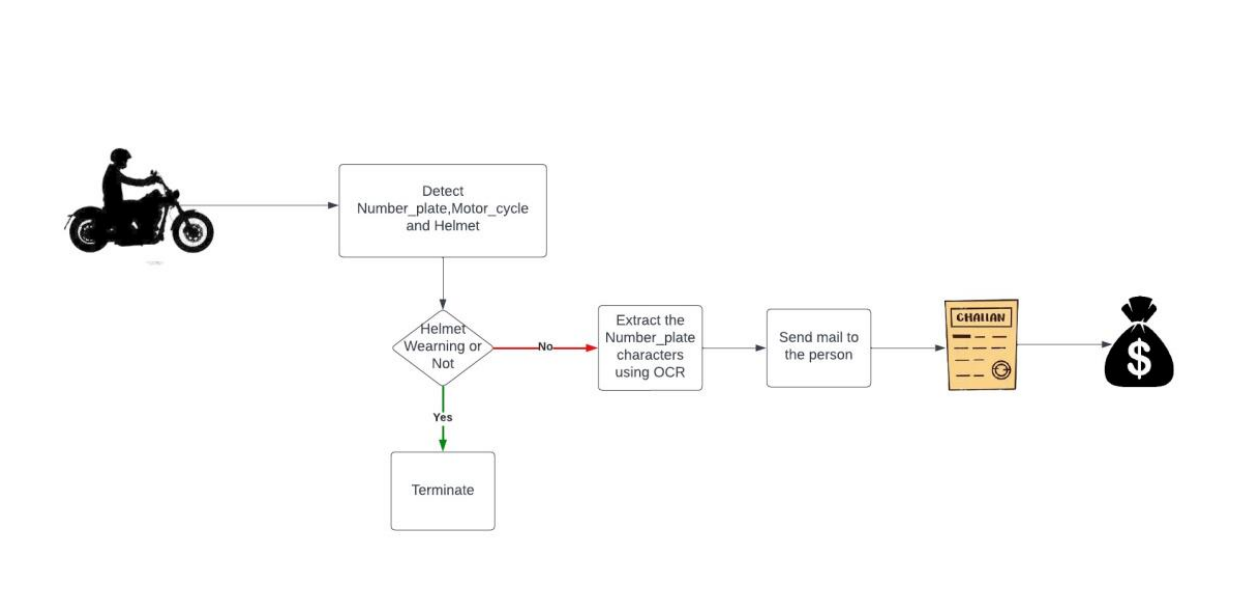 Detect
Number_plate,Motor_cycle
and Helmet
Helmet
Wearning or
Not
No
Extract the
Number_plate
characters
using OCR
Send mail to
the person
CHALLAN
$
Yes
Terminate